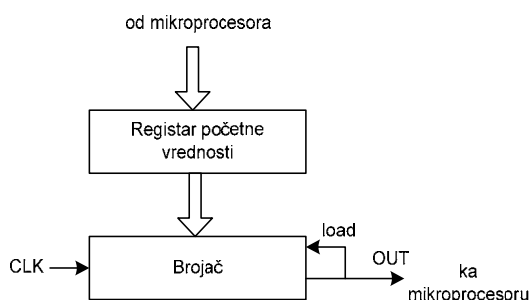 od mikroprocesora
Registar početne
vrednosti
load
CLK
Brojač
OUT
ka
mikroprocesoru